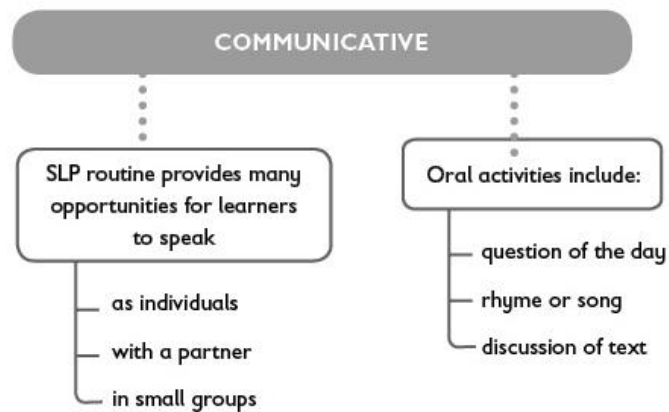 COMMUNICATIVE
SLP routine provides many
opportunities for learners
to speak
as individuals
with a partner
in small groups
Oral activities include:
question of the day
rhyme or song
discussion of text